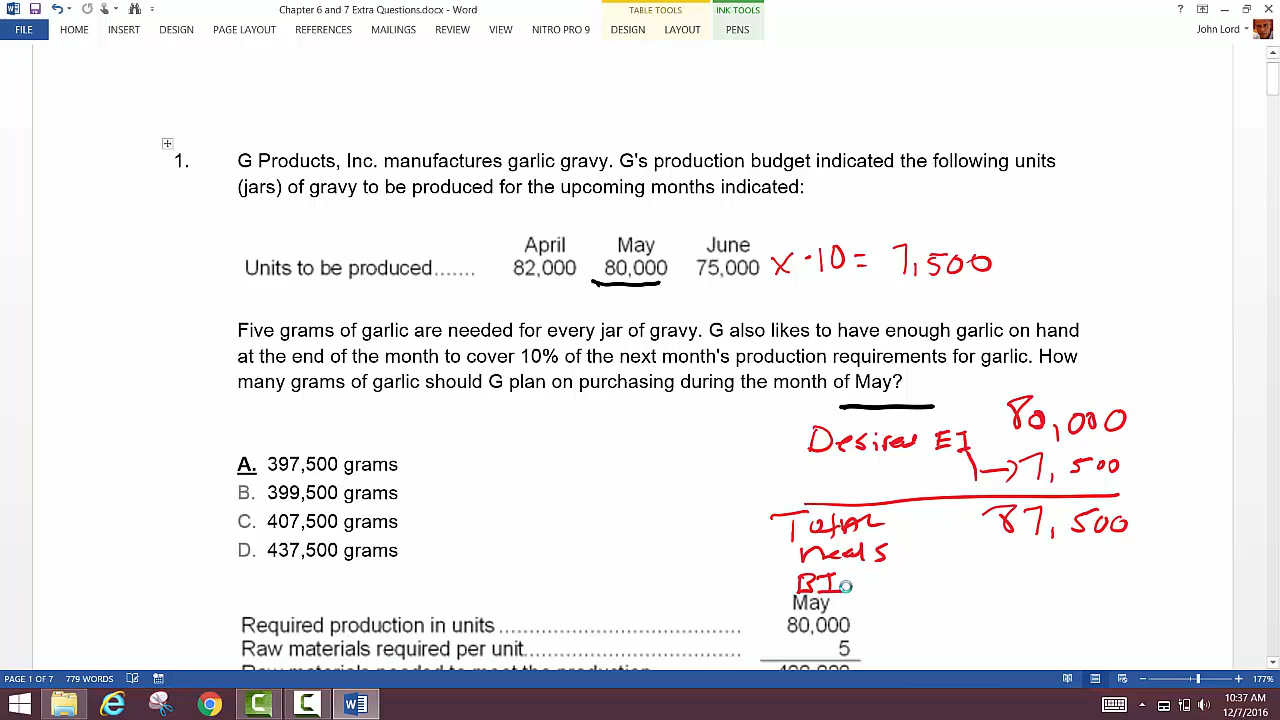 Chapter 6 and 7 Extra Questions.docx - Word
TABLE TOOLS
INK TOOLS
FILE HOME INSERT DESIGN PAGE LAYOUT REFERENCES MAILINGS REVIEW VIEW NITRO PRO 9 DESIGN LAYOUT PENS
John Lord
1. G Products, Inc. manufactures garlic gravy. G's production budget indicated the following units
(jars) of gravy to be produced for the upcoming months indicated:
April May June
Units to be produced....... 82,000 80,000 75,000 x .10 = 7,500
Five grams of garlic are needed for every jar of gravy. G also likes to have enough garlic on hand
at the end of the month to cover 10% of the next month's production requirements for garlic. How
many grams of garlic should G plan on purchasing during the month of May?
80,000
Desired EI
7,500
A. 397,500 grams
B. 399,500 grams
C. 407,500 grams
D. 437,500 grams
Total 87,500
needs
BI
May
Required production in units 80,000
Raw materials required per unit 5
Raw materials needed to meet the production
PAGE 1 OF 7 779 WORDS
177%
10:37 AM
12/7/2016